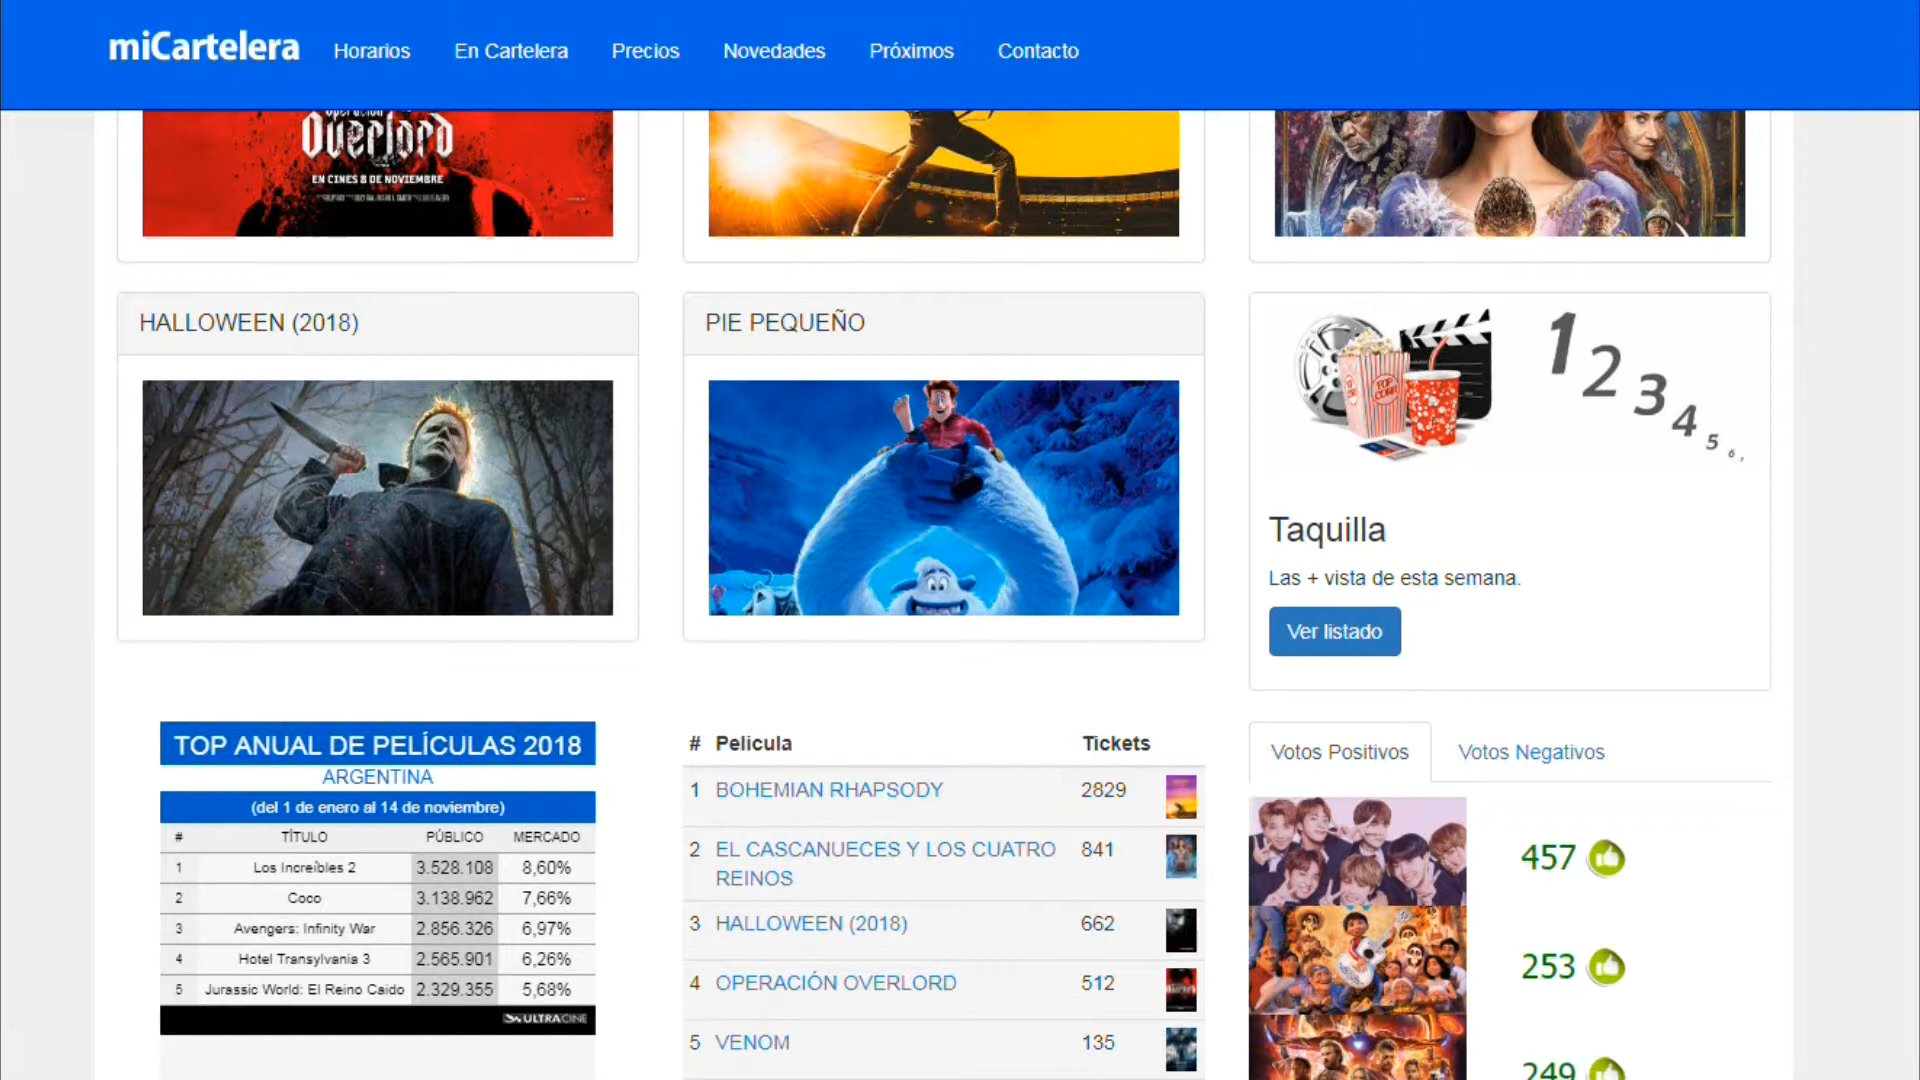 miCartelera Horarios En Cartelera Precios Novedades Próximos Contacto
Overlord
EN CINES 8 DE NOVIEMBRE
HALLOWEEN (2018)
PIE PEQUEÑO
1 2 3 4 5 6 7
Taquilla
Las + vista de esta semana.
Ver listado
TOP ANUAL DE PELÍCULAS 2018
ARGENTINA
(del 1 de enero al 14 de noviembre)
# TÍTULO PÚBLICO MERCADO
1 Los Increíbles 2 3.528.108 8,60%
2 Coco 3.138.962 7,66%
3 Avengers: Infinity War 2.856.326 6,97%
4 Hotel Transylvania 3 2.565.901 6,26%
5 Jurassic World: El Reino Caido 2.329.355 5,68%
ULTRACINE
# Pelicula Tickets
1 BOHEMIAN RHAPSODY 2829
2 EL CASCANUECES Y LOS CUATRO 841
REINOS
3 HALLOWEEN (2018) 662
4 OPERACIÓN OVERLORD 512
5 VENOM 135
Votos Positivos Votos Negativos
457
253
249